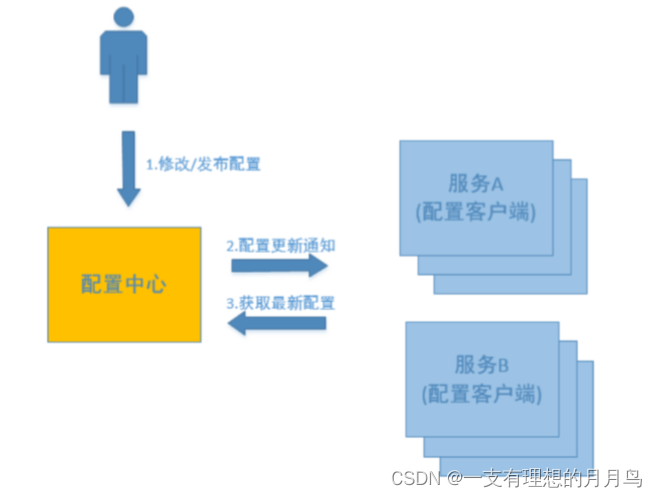 1.修改/发布配置
服务A
(配置客户端)
2.配置更新通知
配置中心
3.获取最新配置
服务B
(配置客户端)
CSDN @一支有理想的月月鸟